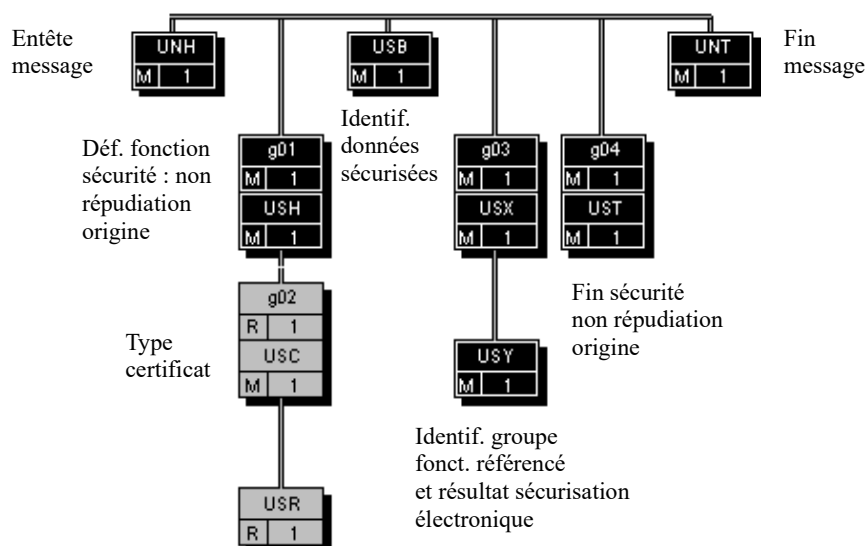 Entête
message
UNH
M 1
USB
M 1
UNT
M 1
Fin
message
Déf. fonction
sécurité : non
répudiation
origine
g01
M 1
USH
M 1
Identif.
données
sécurisées
g03
M 1
USX
M 1
g04
M 1
UST
M 1
Fin sécurité
non répudiation
origine
Type
certificat
g02
R 1
USC
M 1
USY
M 1
Identif. groupe
fonct. référencé
et résultat sécurisation
électronique
USR
R 1